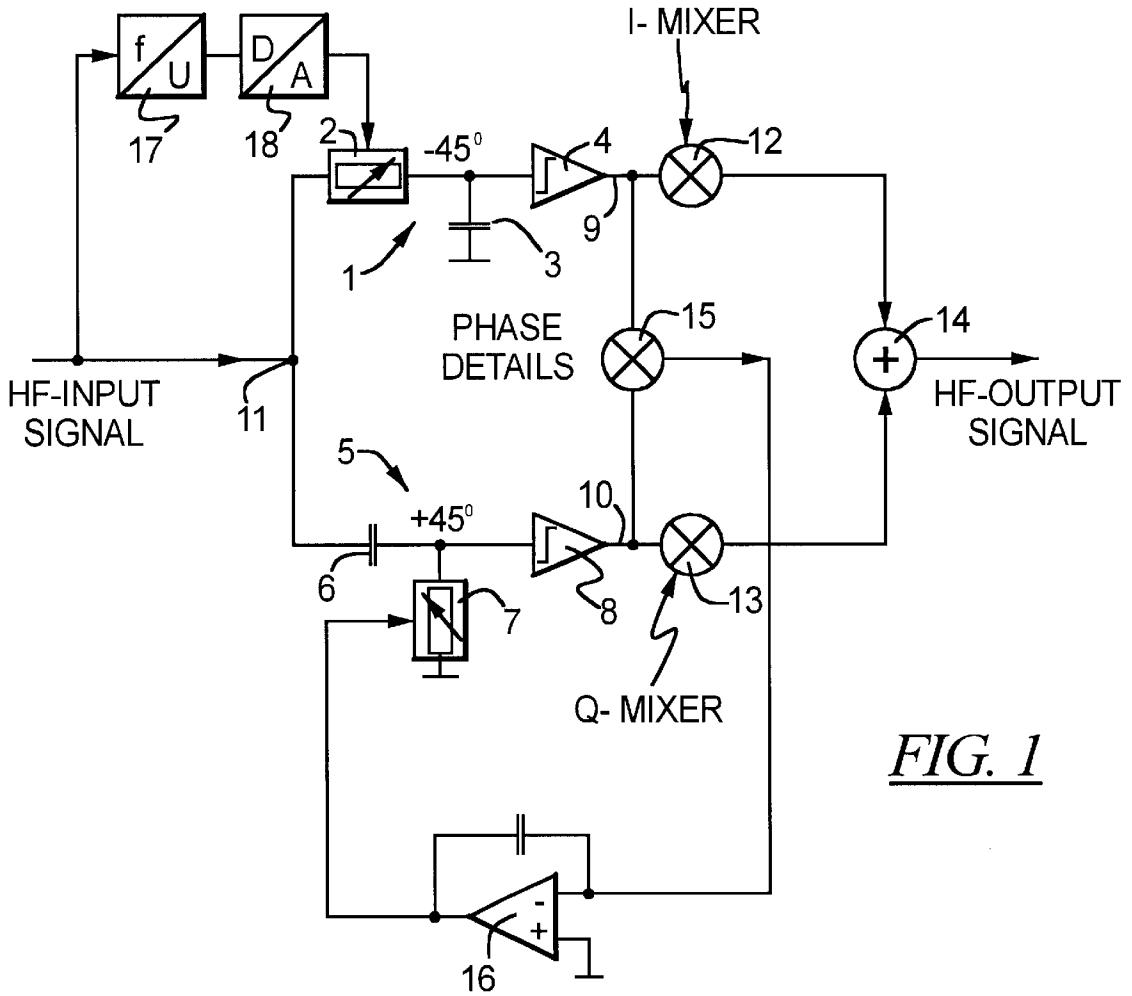 I- MIXER
f
U
D
A
17
18
2
-45°
4
12
1
3
9
PHASE
DETAILS
15
14
HF-INPUT
SIGNAL
11
HF-OUTPUT
SIGNAL
5
+45°
10
6
7
8
13
Q- MIXER
FIG. 1
-
+
16
+